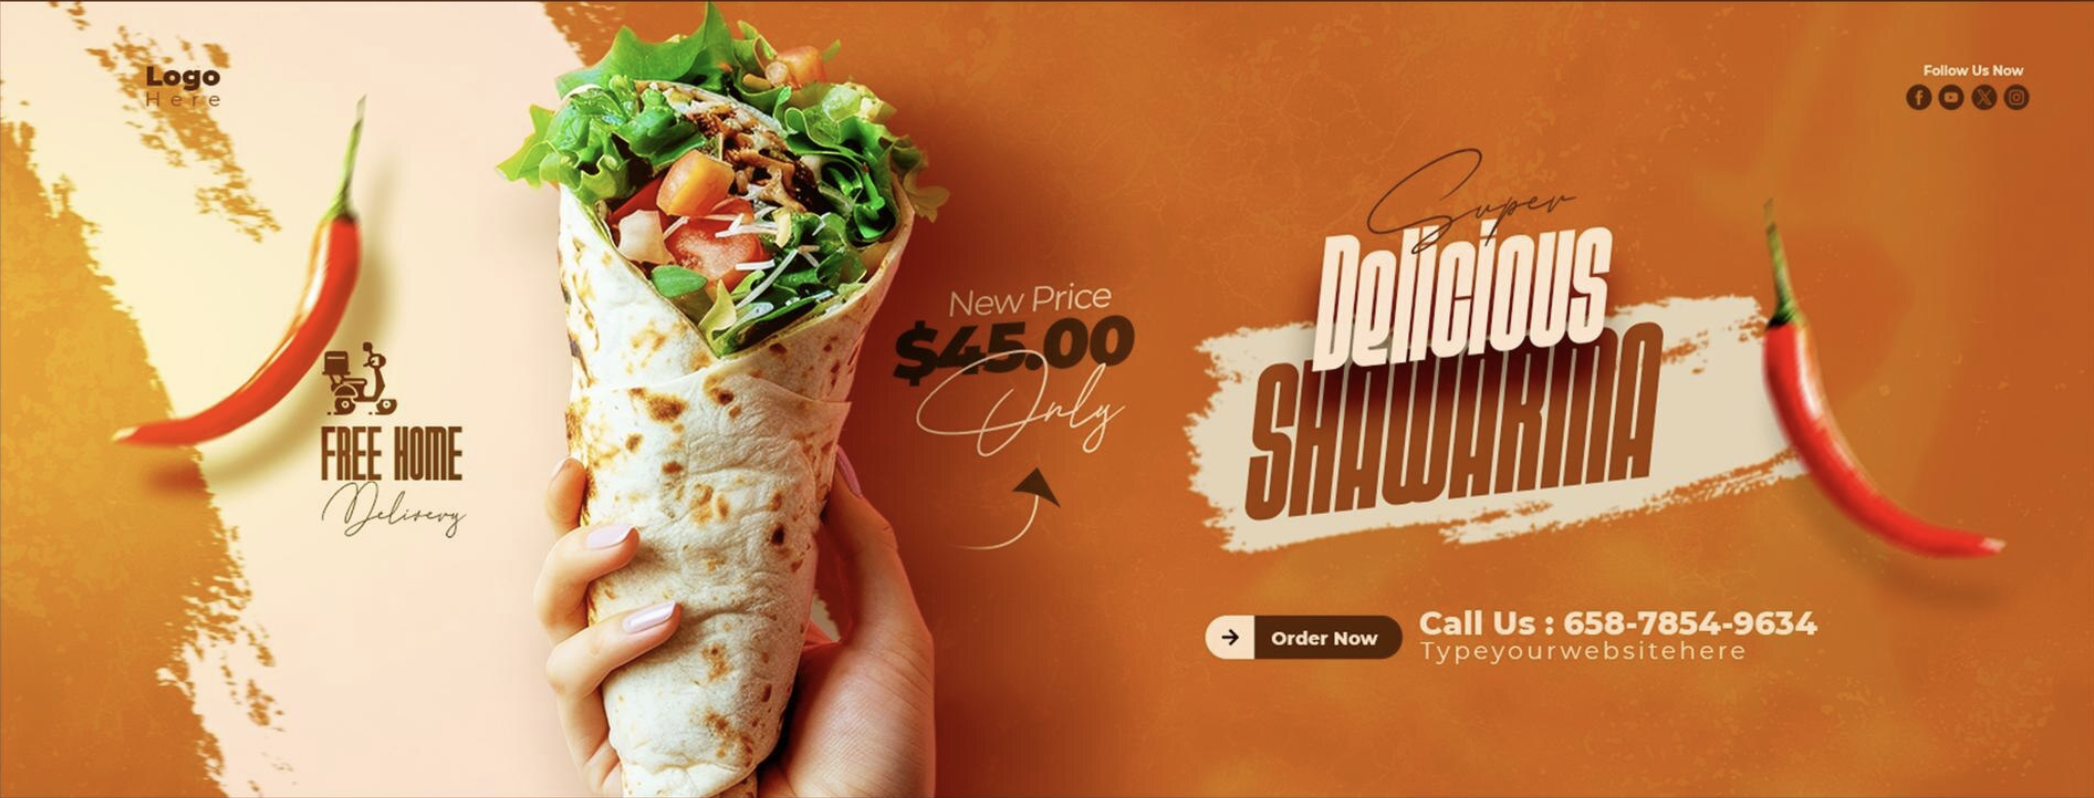 Logo
Here
Follow Us Now
FREE HOME
Delivery
New Price
$45.00
Only
Super
Delicious
SHAWARMA
Order Now
Call Us : 658-7854-9634
Typeyourwebsitehere